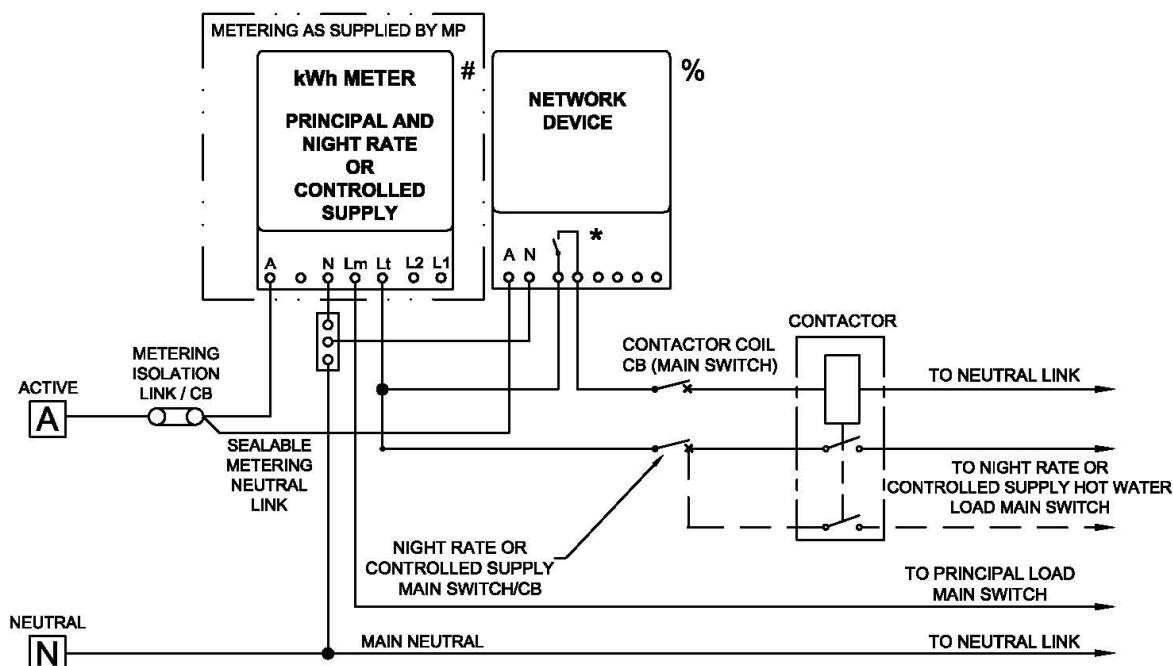 METERING AS SUPPLIED BY MP
#
%
kWh METER
PRINCIPAL AND
NIGHT RATE
OR
CONTROLLED
SUPPLY
NETWORK
DEVICE
*
A N Lm Lt L2 L1
A N
METERING
ISOLATION
LINK / CB
ACTIVE
A
SEALABLE
METERING
NEUTRAL
LINK
CONTACTOR COIL
CB (MAIN SWITCH)
CONTACTOR
TO NEUTRAL LINK
TO NIGHT RATE OR
CONTROLLED SUPPLY HOT WATER
LOAD MAIN SWITCH
NIGHT RATE OR
CONTROLLED SUPPLY
MAIN SWITCH/CB
TO PRINCIPAL LOAD
MAIN SWITCH
NEUTRAL
N
MAIN NEUTRAL
TO NEUTRAL LINK